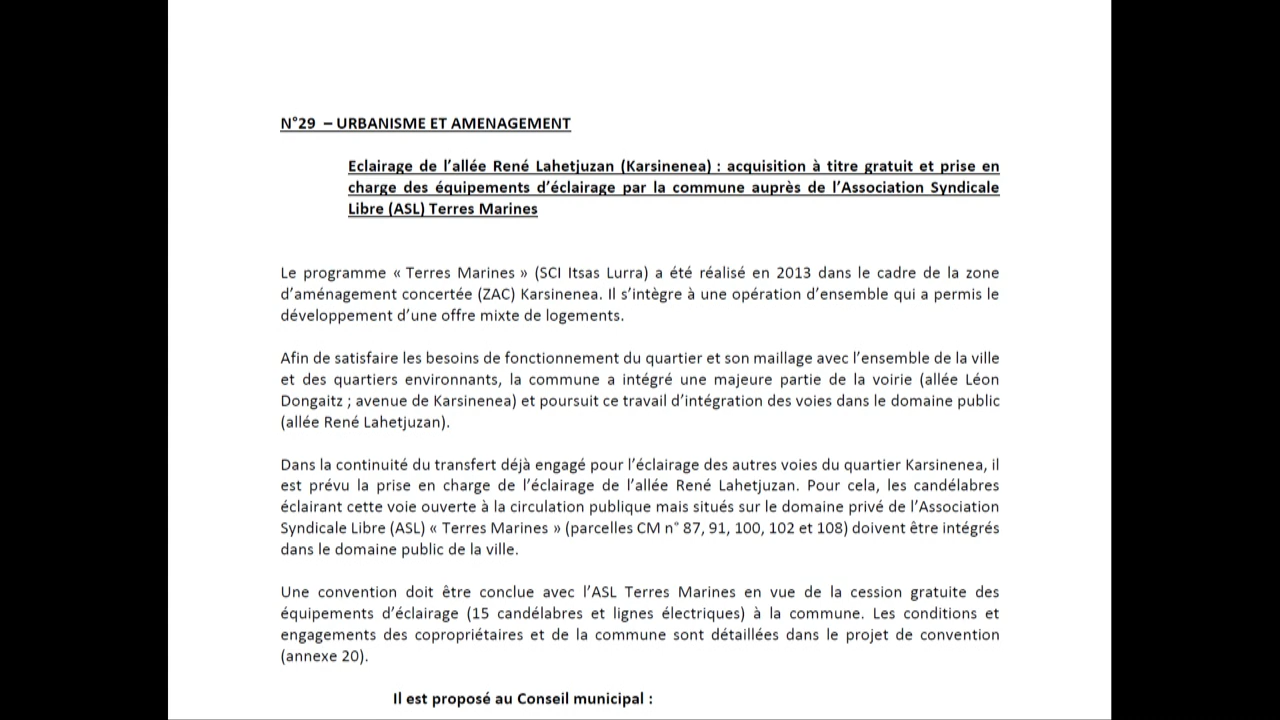 N°29 – URBANISME ET AMENAGEMENT
Eclairage de l’allée René Lahetjuzan (Karsinenea) : acquisition à titre gratuit et prise en
charge des équipements d’éclairage par la commune auprès de l’Association Syndicale
Libre (ASL) Terres Marines
Le programme « Terres Marines » (SCI Itsas Lurra) a été réalisé en 2013 dans le cadre de la zone
d’aménagement concertée (ZAC) Karsinenea. Il s’intègre à une opération d’ensemble qui a permis le
développement d’une offre mixte de logements.
Afin de satisfaire les besoins de fonctionnement du quartier et son maillage avec l’ensemble de la ville
et des quartiers environnants, la commune a intégré une majeure partie de la voirie (allée Léon
Dongaitz ; avenue de Karsinenea) et poursuit ce travail d’intégration des voies dans le domaine public
(allée René Lahetjuzan).
Dans la continuité du transfert déjà engagé pour l’éclairage des autres voies du quartier Karsinenea, il
est prévu la prise en charge de l’éclairage de l’allée René Lahetjuzan. Pour cela, les candélabres
éclairant cette voie ouverte à la circulation publique mais situés sur le domaine privé de l’Association
Syndicale Libre (ASL) « Terres Marines » (parcelles CM n° 87, 91, 100, 102 et 108) doivent être intégrés
dans le domaine public de la ville.
Une convention doit être conclue avec l’ASL Terres Marines en vue de la cession gratuite des
équipements d’éclairage (15 candélabres et lignes électriques) à la commune. Les conditions et
engagements des copropriétaires et de la commune sont détaillées dans le projet de convention
(annexe 20).
Il est proposé au Conseil municipal :